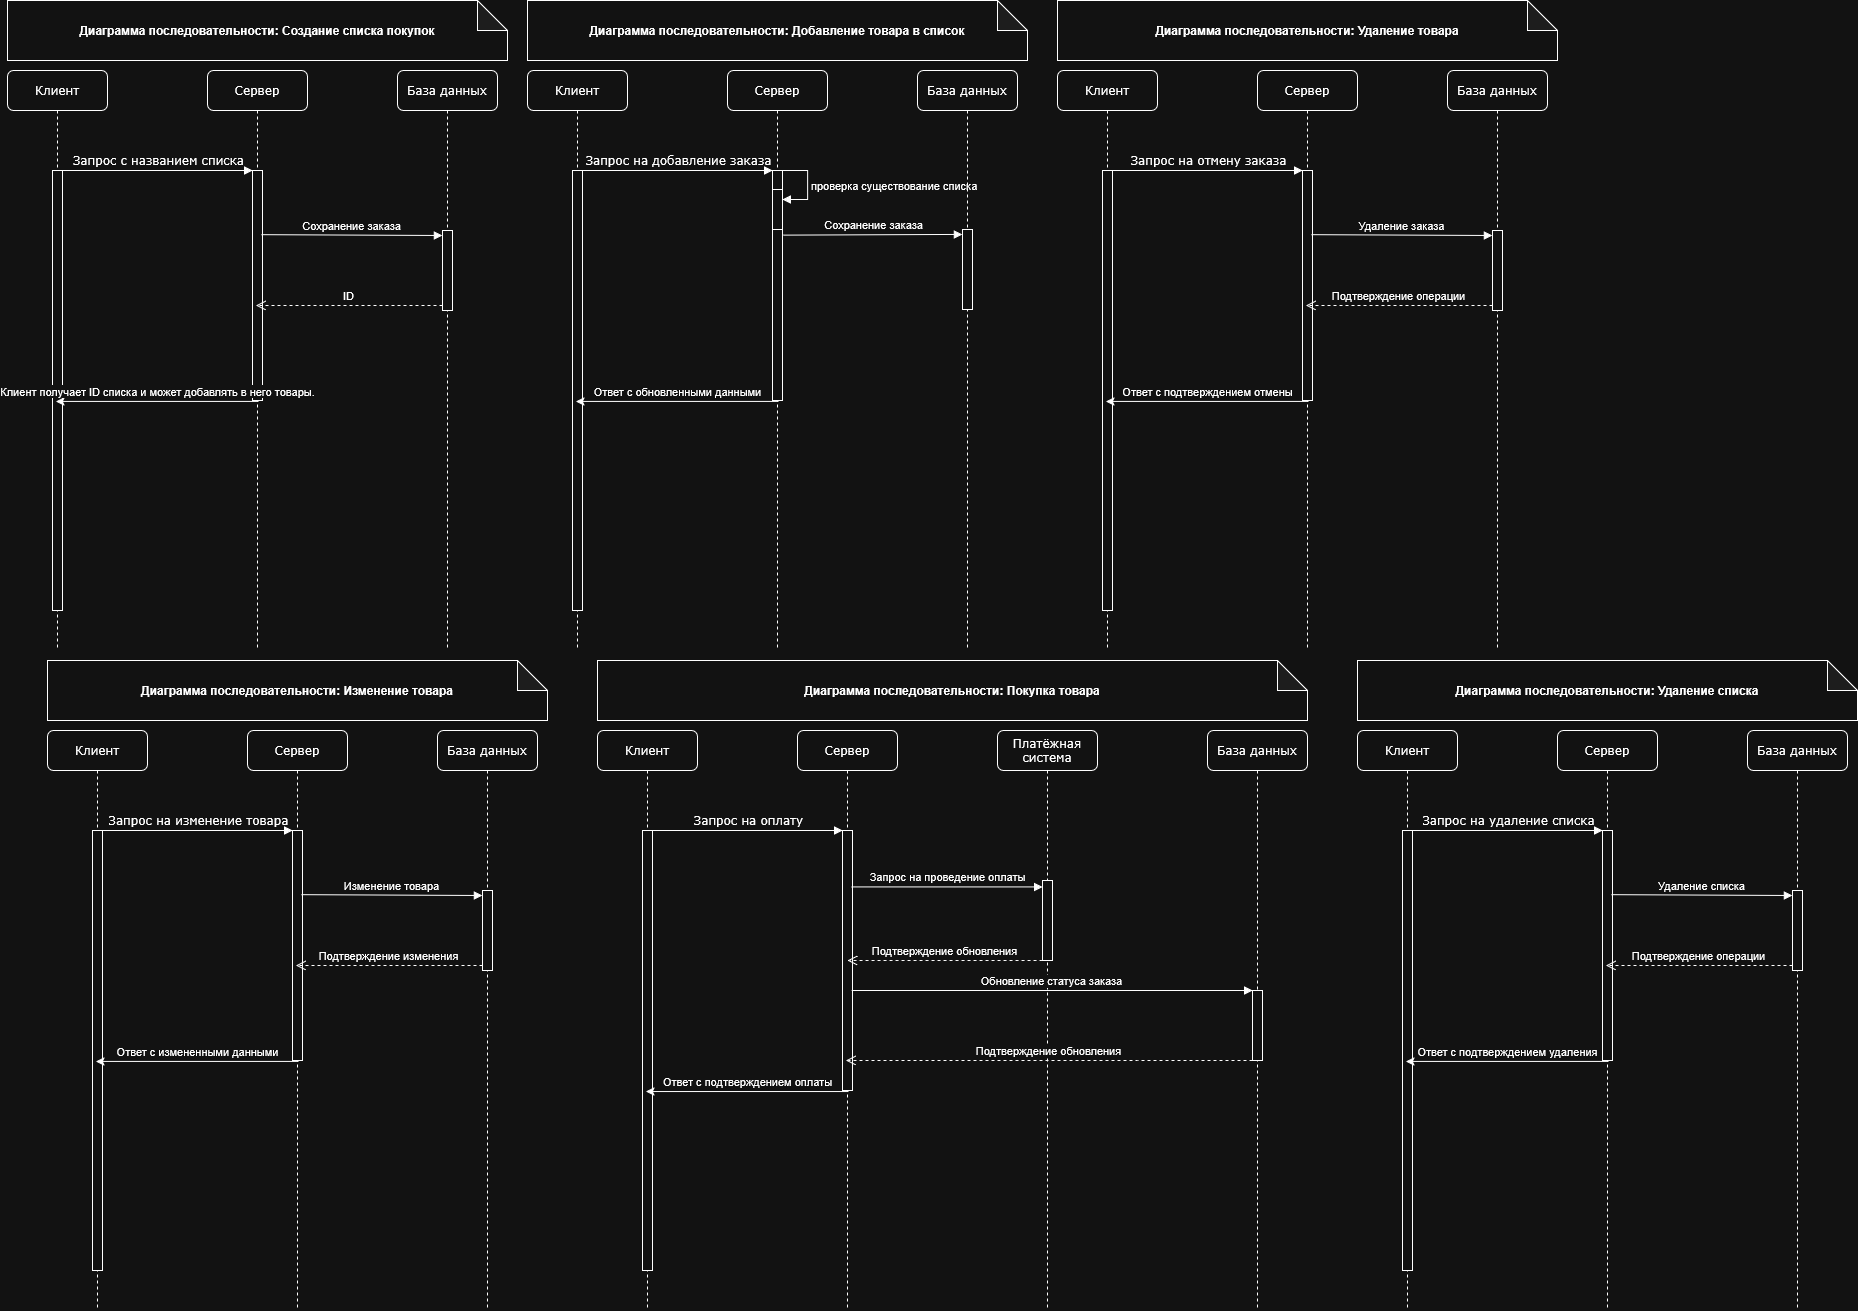 Диаграмма последовательности: Создание списка покупок
Клиент
Сервер
База данных
Запрос с названием списка
Сохранение заказа
ID
Клиент получает ID списка и может добавлять в него товары.
Диаграмма последовательности: Добавление товара в список
Клиент
Сервер
База данных
Запрос на добавление заказа
проверка существование списка
Сохранение заказа
Ответ с обновленными данными
Диаграмма последовательности: Удаление товара
Клиент
Сервер
База данных
Запрос на отмену заказа
Удаление заказа
Подтверждение операции
Ответ с подтверждением отмены
Диаграмма последовательности: Изменение товара
Клиент
Сервер
База данных
Запрос на изменение товара
Изменение товара
Подтверждение изменения
Ответ с измененными данными
Диаграмма последовательности: Покупка товара
Клиент
Сервер
Платёжная
система
База данных
Запрос на оплату
Запрос на проведение оплаты
Подтверждение обновления
Обновление статуса заказа
Подтверждение обновления
Ответ с подтверждением оплаты
Диаграмма последовательности: Удаление списка
Клиент
Сервер
База данных
Запрос на удаление списка
Удаление списка
Подтверждение операции
Ответ с подтверждением удаления